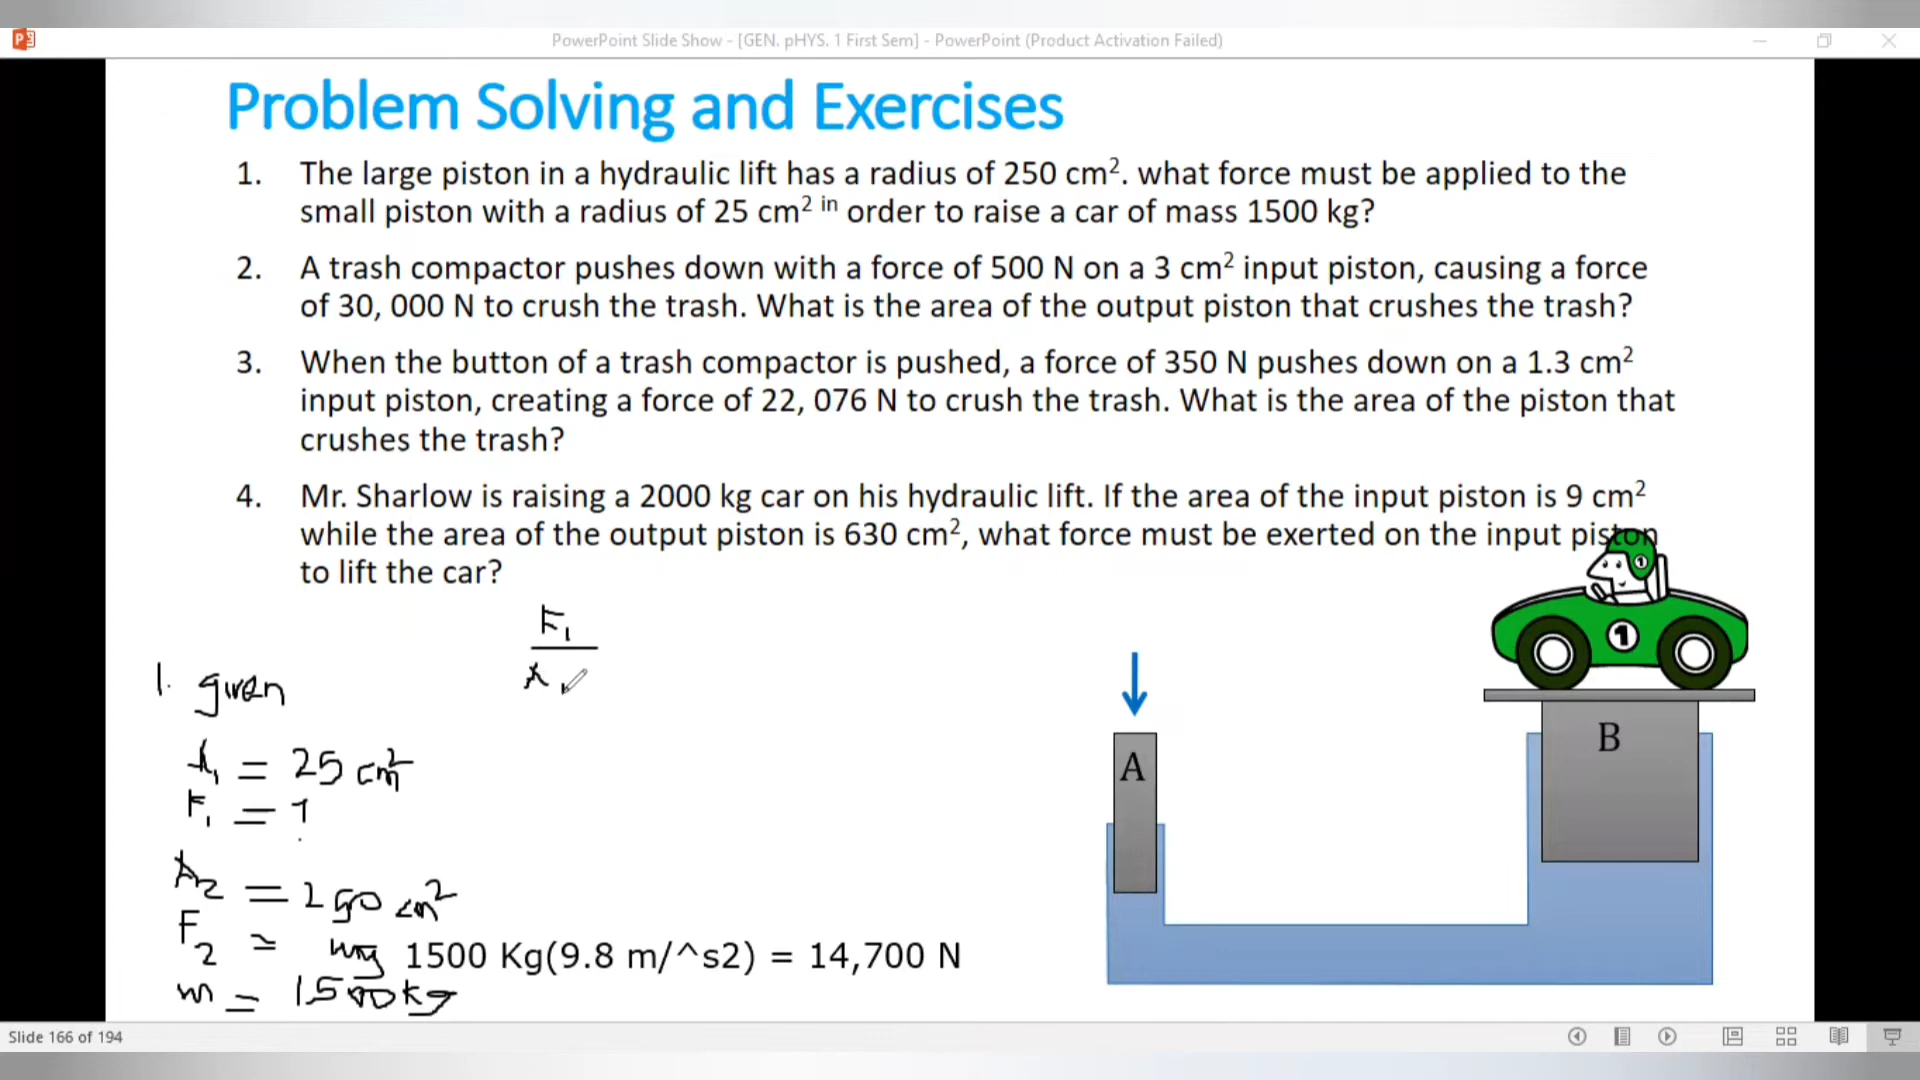 PowerPoint Slide Show - [GEN. pHYS. 1 First Sem] - PowerPoint (Product Activation Failed)
Problem Solving and Exercises
1. The large piston in a hydraulic lift has a radius of 250 cm². what force must be applied to the
small piston with a radius of 25 cm² in order to raise a car of mass 1500 kg?
2. A trash compactor pushes down with a force of 500 N on a 3 cm² input piston, causing a force
of 30, 000 N to crush the trash. What is the area of the output piston that crushes the trash?
3. When the button of a trash compactor is pushed, a force of 350 N pushes down on a 1.3 cm²
input piston, creating a force of 22, 076 N to crush the trash. What is the area of the piston that
crushes the trash?
4. Mr. Sharlow is raising a 2000 kg car on his hydraulic lift. If the area of the input piston is 9 cm²
while the area of the output piston is 630 cm², what force must be exerted on the input piston
to lift the car?
1
1
F₁
A
1. given
A₁ = 25 cm²
F₁ = ?
A₂ = 250 cm²
F₂ = mg 1500 Kg(9.8 m/^s2) = 14,700 N
m = 1500 kg
A
B
Slide 166 of 194